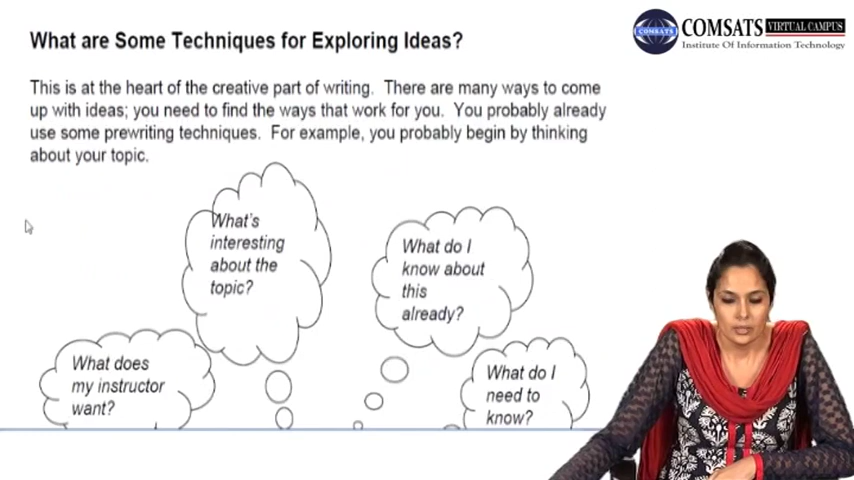 What are Some Techniques for Exploring Ideas?
COMSATS VIRTUAL CAMPUS
Institute Of Information Technology
COMSATS
This is at the heart of the creative part of writing. There are many ways to come
up with ideas; you need to find the ways that work for you. You probably already
use some prewriting techniques. For example, you probably begin by thinking
about your topic.
What's
interesting
about the
topic?
What do I
know about
this
already?
What does
my instructor
want?
What do I
need to
know?